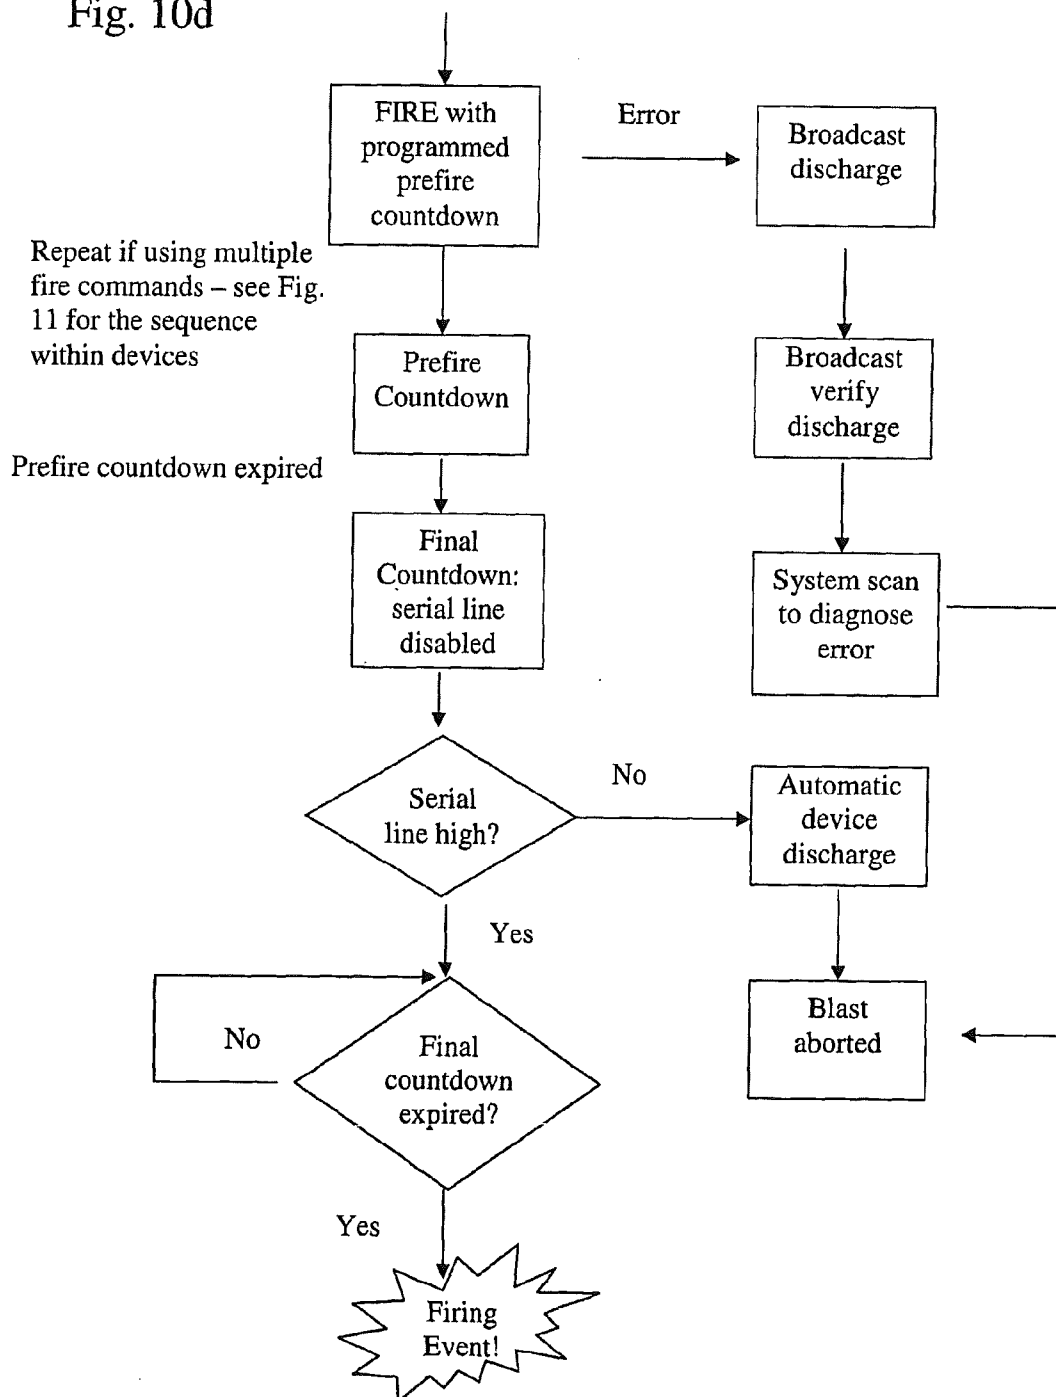 Fig. 10d
FIRE with
programmed
prefire
countdown
Error
Broadcast
discharge
Repeat if using multiple
fire commands – see Fig.
11 for the sequence
within devices
Prefire
Countdown
Broadcast
verify
discharge
Prefire countdown expired
Final
Countdown:
serial line
disabled
System scan
to diagnose
error
Serial
line high?
No
Automatic
device
discharge
Yes
Blast
aborted
No
Final
countdown
expired?
Yes
Firing
Event!